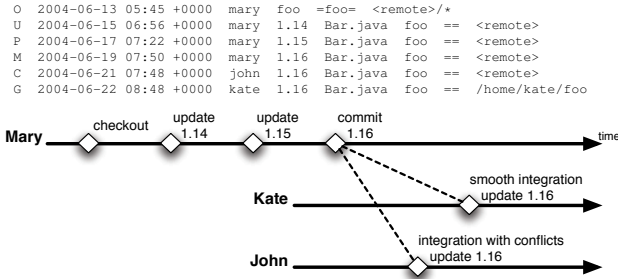 O 2004-06-13 05:45 +0000 mary foo =foo= <remote>/*
U 2004-06-15 06:56 +0000 mary 1.14 Bar.java foo == <remote>
P 2004-06-17 07:22 +0000 mary 1.15 Bar.java foo == <remote>
M 2004-06-19 07:50 +0000 mary 1.16 Bar.java foo == <remote>
C 2004-06-21 07:48 +0000 john 1.16 Bar.java foo == <remote>
G 2004-06-22 08:48 +0000 kate 1.16 Bar.java foo == /home/kate/foo
Mary
checkout
update
1.14
update
1.15
commit
1.16
time
Kate
smooth integration
update 1.16
John
integration with conflicts
update 1.16